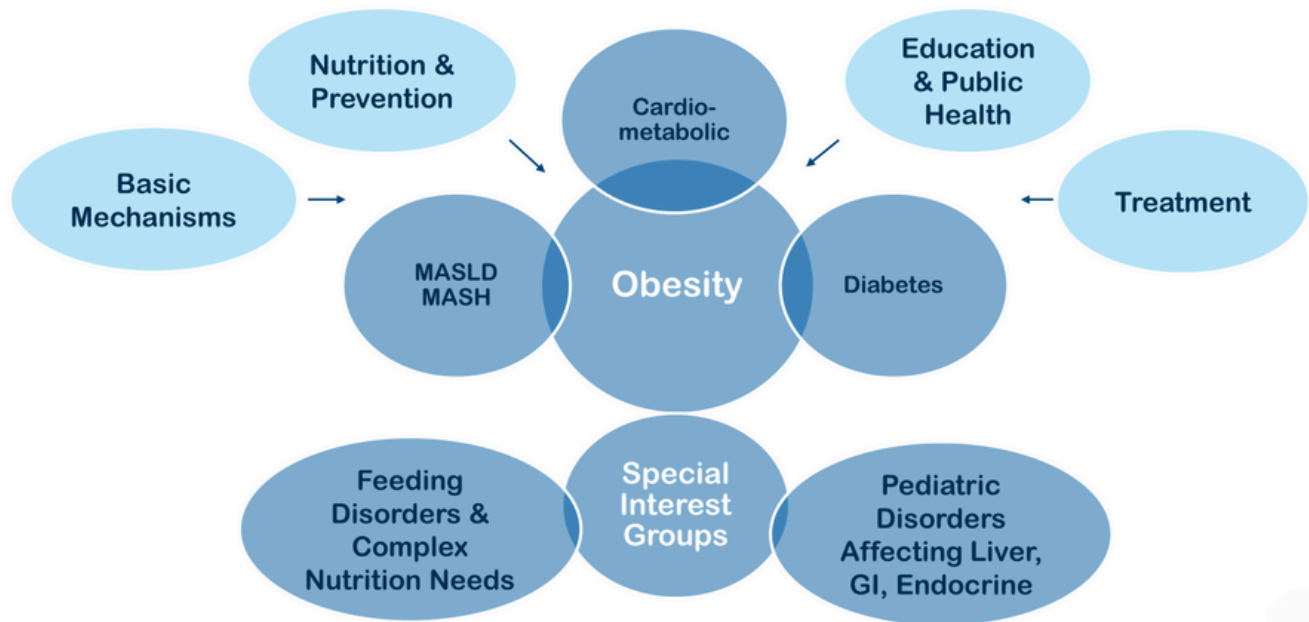 Nutrition &
Prevention
Cardio-
metabolic
Education
& Public
Health
Basic
Mechanisms
Treatment
MASLD
MASH
Obesity
Diabetes
Feeding
Disorders &
Complex
Nutrition Needs
Special
Interest
Groups
Pediatric
Disorders
Affecting Liver,
GI, Endocrine